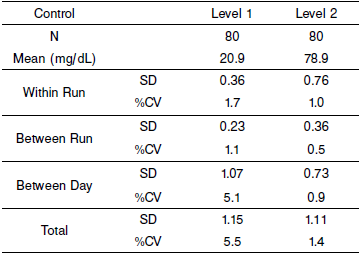 Control Level 1 Level 2
N 80 80
Mean (mg/dL) 20.9 78.9
Within Run SD 0.36 0.76
%CV 1.7 1.0
Between Run SD 0.23 0.36
%CV 1.1 0.5
Between Day SD 1.07 0.73
%CV 5.1 0.9
Total SD 1.15 1.11
%CV 5.5 1.4